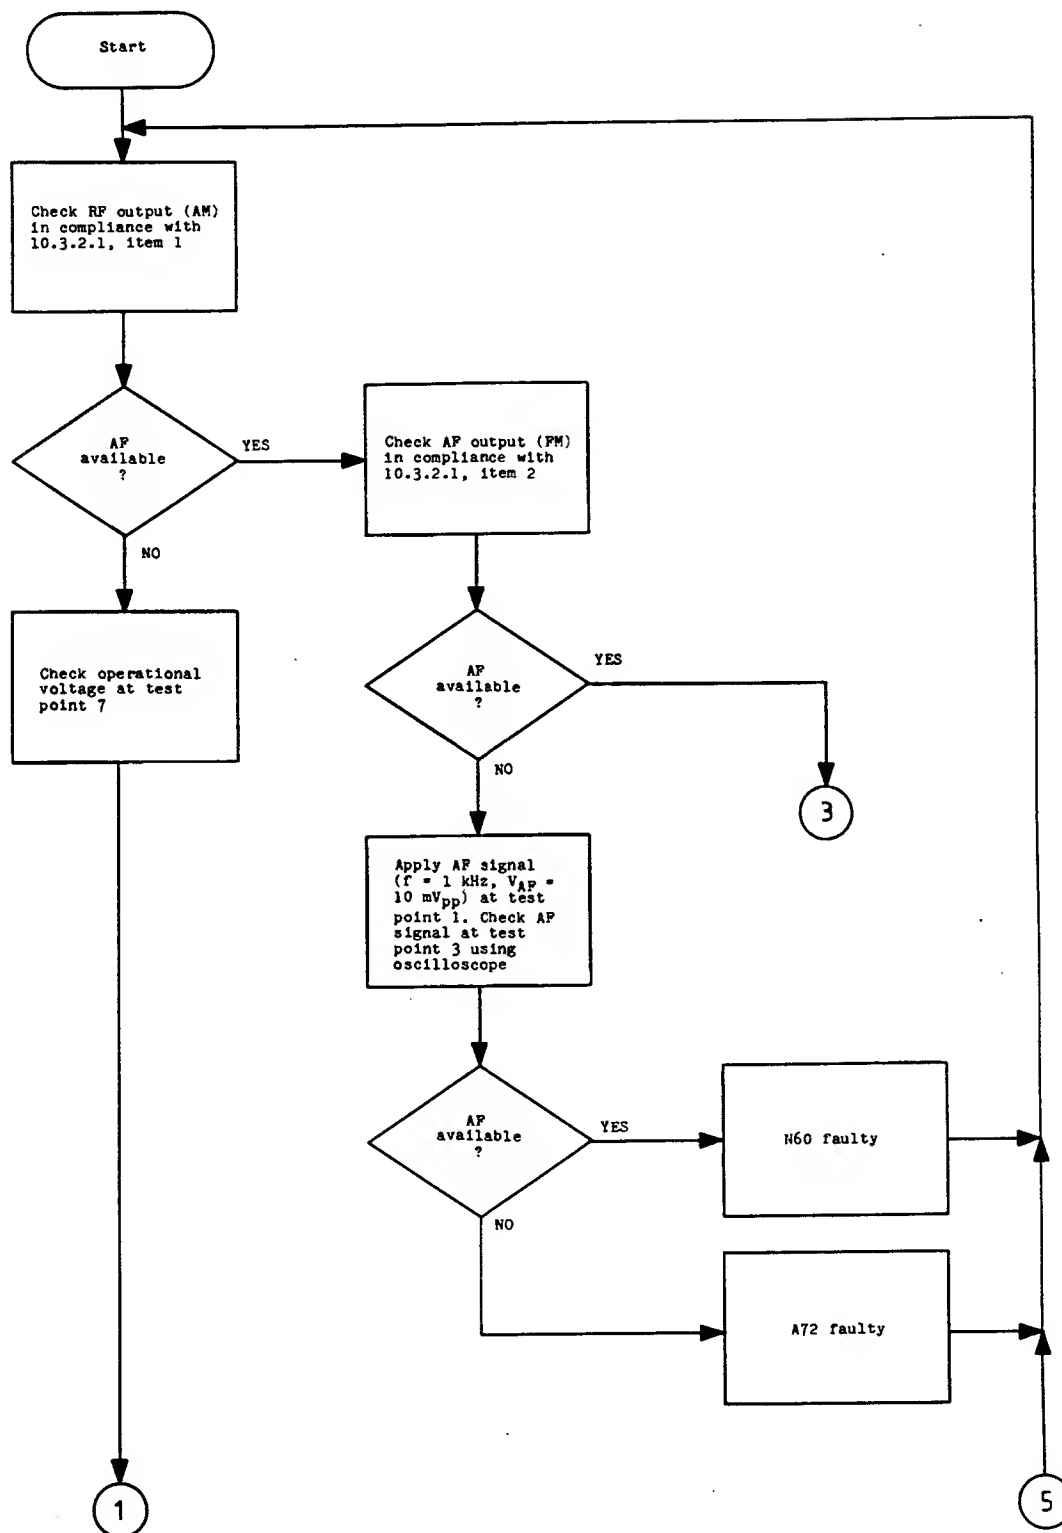 Start
Check RF output (AM)
in compliance with
10.3.2.1, item 1
AF
available
?
YES
NO
Check AF output (FM)
in compliance with
10.3.2.1, item 2
Check operational
voltage at test
point 7
AF
available
?
YES
NO
3
Apply AF signal
(f = 1 kHz, VAF =
10 mVpp) at test
point 1. Check AF
signal at test
point 3 using
oscilloscope
AF
available
?
YES
NO
N60 faulty
A72 faulty
1
5